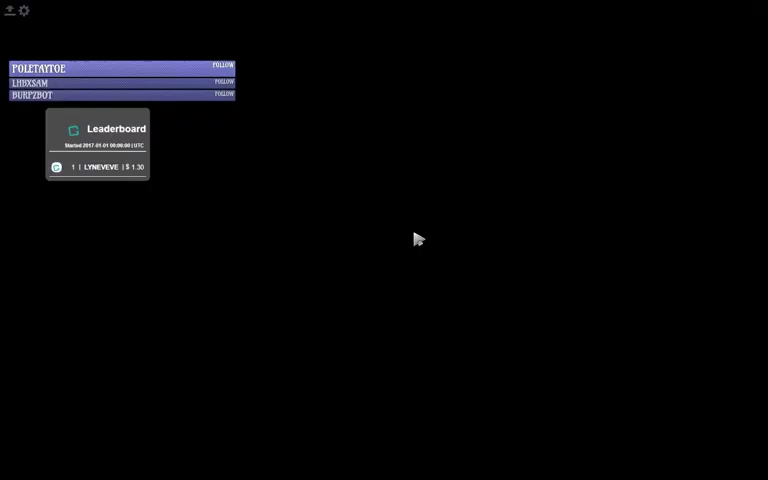 POLETAYTOE FOLLOW
LHBXSAM FOLLOW
BURPZBOT FOLLOW
Leaderboard
Started 2017-01-01 00:00:00 | UTC
1 | LYNEVEVE | $ 1.30